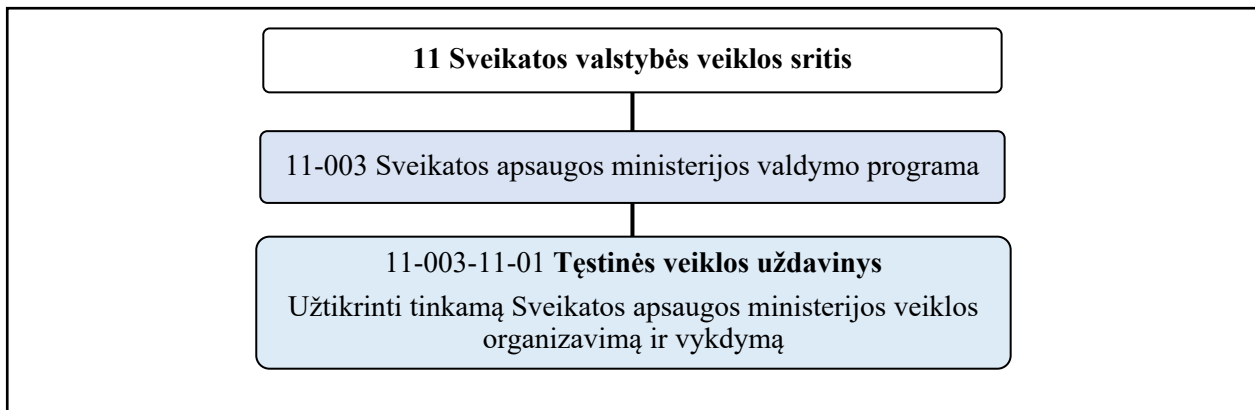 11 Sveikatos valstybės veiklos sritis
11-003 Sveikatos apsaugos ministerijos valdymo programa
11-003-11-01 Tęstinės veiklos uždavinys
Užtikrinti tinkamą Sveikatos apsaugos ministerijos veiklos
organizavimą ir vykdymą